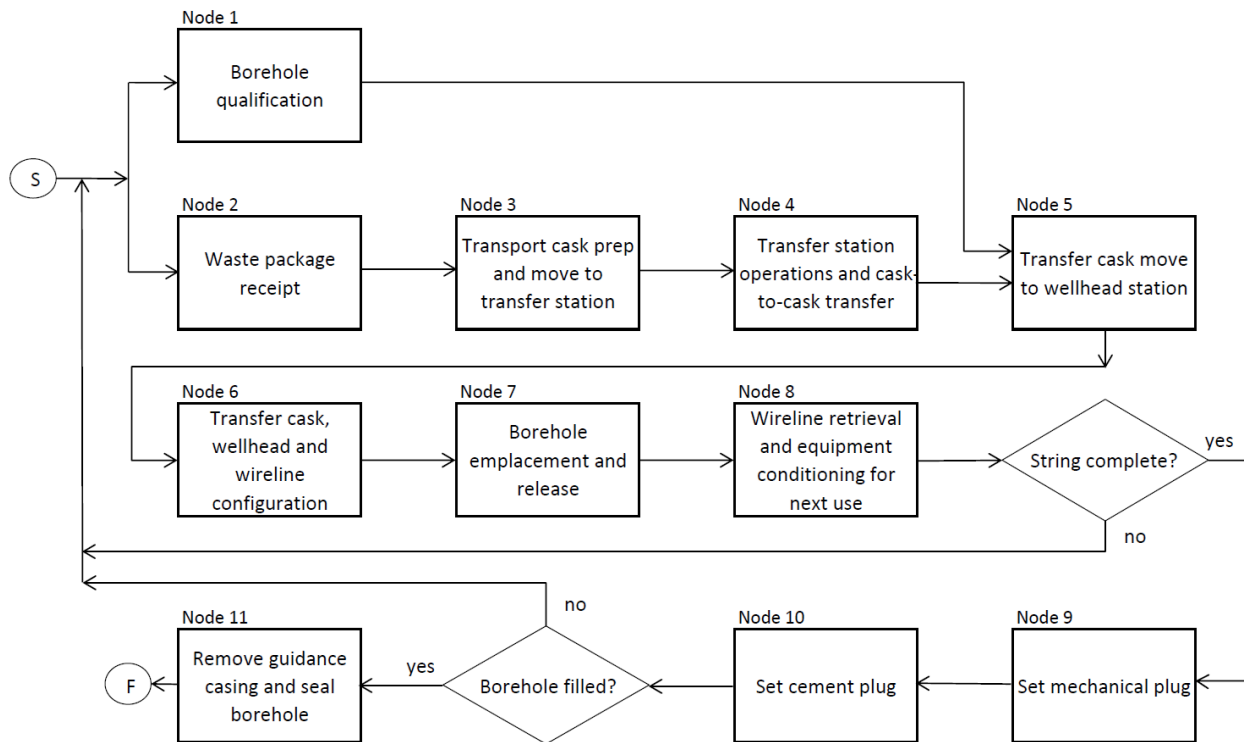 Node 1
Borehole
qualification
S
Node 2
Waste package
receipt
Node 3
Transport cask prep
and move to
transfer station
Node 4
Transfer station
operations and cask-
to-cask transfer
Node 5
Transfer cask move
to wellhead station
Node 6
Transfer cask,
wellhead and
wireline
configuration
Node 7
Borehole
emplacement and
release
Node 8
Wireline retrieval
and equipment
conditioning for
next use
String complete?
yes
no
no
Node 11
Remove guidance
casing and seal
borehole
F
yes
Borehole filled?
Node 10
Set cement plug
Node 9
Set mechanical plug